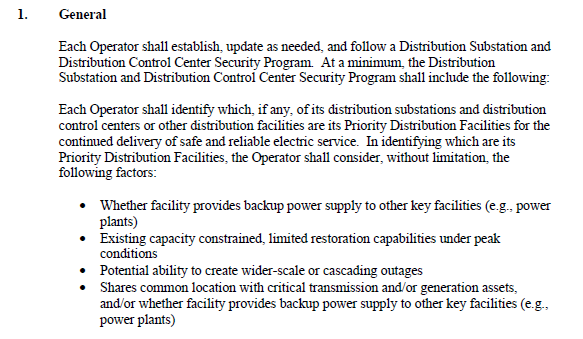 1. General
Each Operator shall establish, update as needed, and follow a Distribution Substation and
Distribution Control Center Security Program. At a minimum, the Distribution
Substation and Distribution Control Center Security Program shall include the following:
Each Operator shall identify which, if any, of its distribution substations and distribution
control centers or other distribution facilities are its Priority Distribution Facilities for the
continued delivery of safe and reliable electric service. In identifying which are its
Priority Distribution Facilities, the Operator shall consider, without limitation, the
following factors:
• Whether facility provides backup power supply to other key facilities (e.g., power
plants)
• Existing capacity constrained, limited restoration capabilities under peak
conditions
• Potential ability to create wider-scale or cascading outages
• Shares common location with critical transmission and/or generation assets,
and/or whether facility provides backup power supply to other key facilities (e.g.,
power plants)